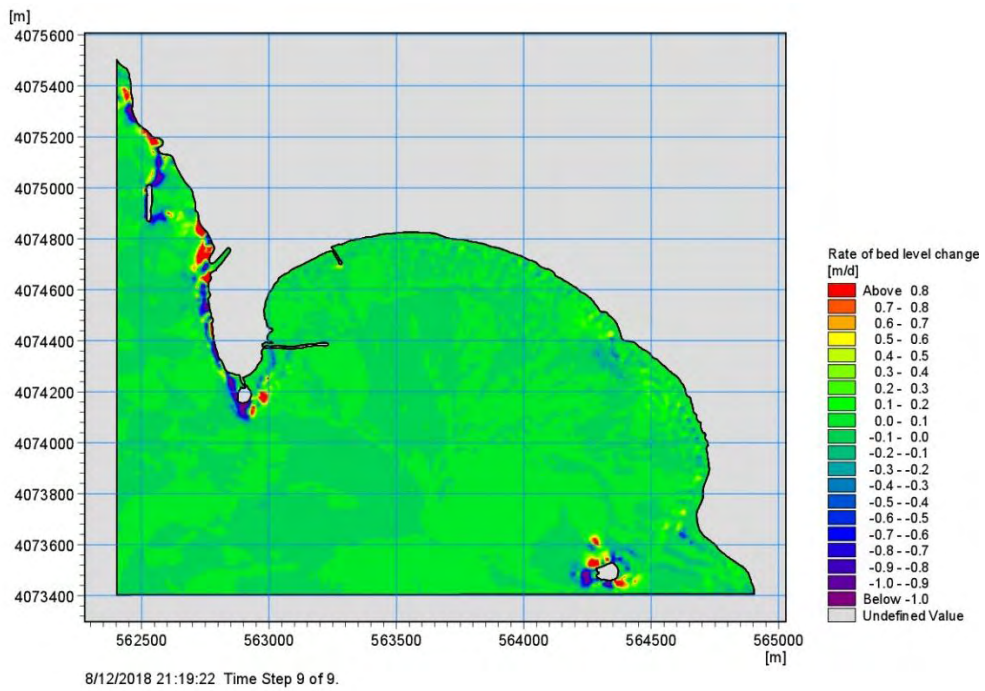 [m]
4075600
4075400
4075200
4075000
4074800
4074600
4074400
4074200
4074000
4073800
4073600
4073400
562500 563000 563500 564000 564500 565000
[m]
8/12/2018 21:19:22 Time Step 9 of 9.
Rate of bed level change
[m/d]
Above 0.8
0.7 - 0.8
0.6 - 0.7
0.5 - 0.6
0.4 - 0.5
0.3 - 0.4
0.2 - 0.3
0.1 - 0.2
0.0 - 0.1
-0.1 - 0.0
-0.2 - -0.1
-0.3 - -0.2
-0.4 - -0.3
-0.5 - -0.4
-0.6 - -0.5
-0.7 - -0.6
-0.8 - -0.7
-0.9 - -0.8
-1.0 - -0.9
Below -1.0
Undefined Value